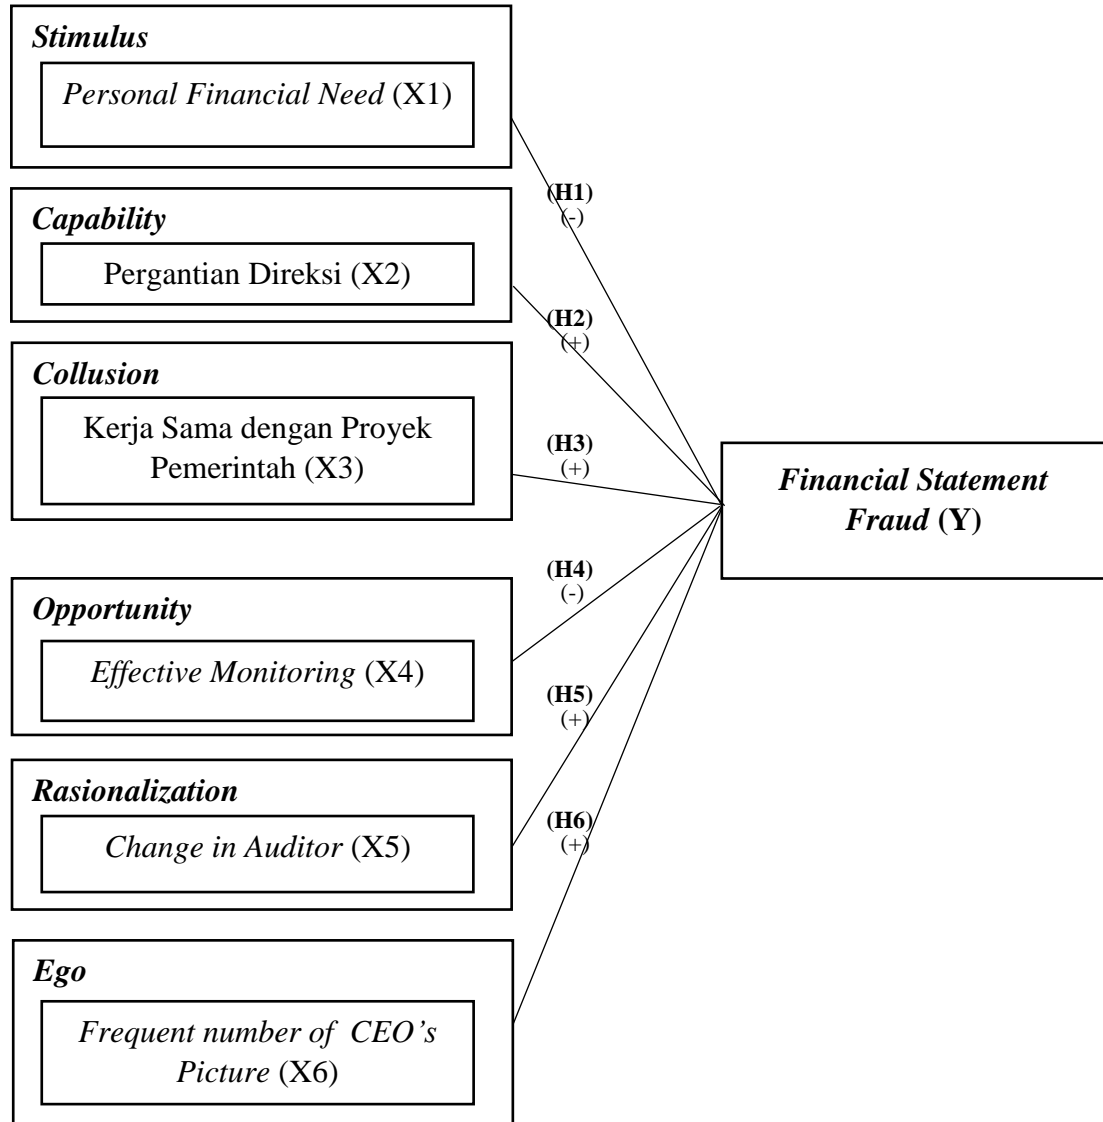 Stimulus
Personal Financial Need (X1)
(H1)
(-)
Capability
Pergantian Direksi (X2)
(H2)
(+)
Collusion
Kerja Sama dengan Proyek
Pemerintah (X3)
(H3)
(+)
Financial Statement
Fraud (Y)
(H4)
(-)
Opportunity
Effective Monitoring (X4)
(H5)
(+)
Rasionalization
Change in Auditor (X5)
(H6)
(+)
Ego
Frequent number of CEO’s
Picture (X6)